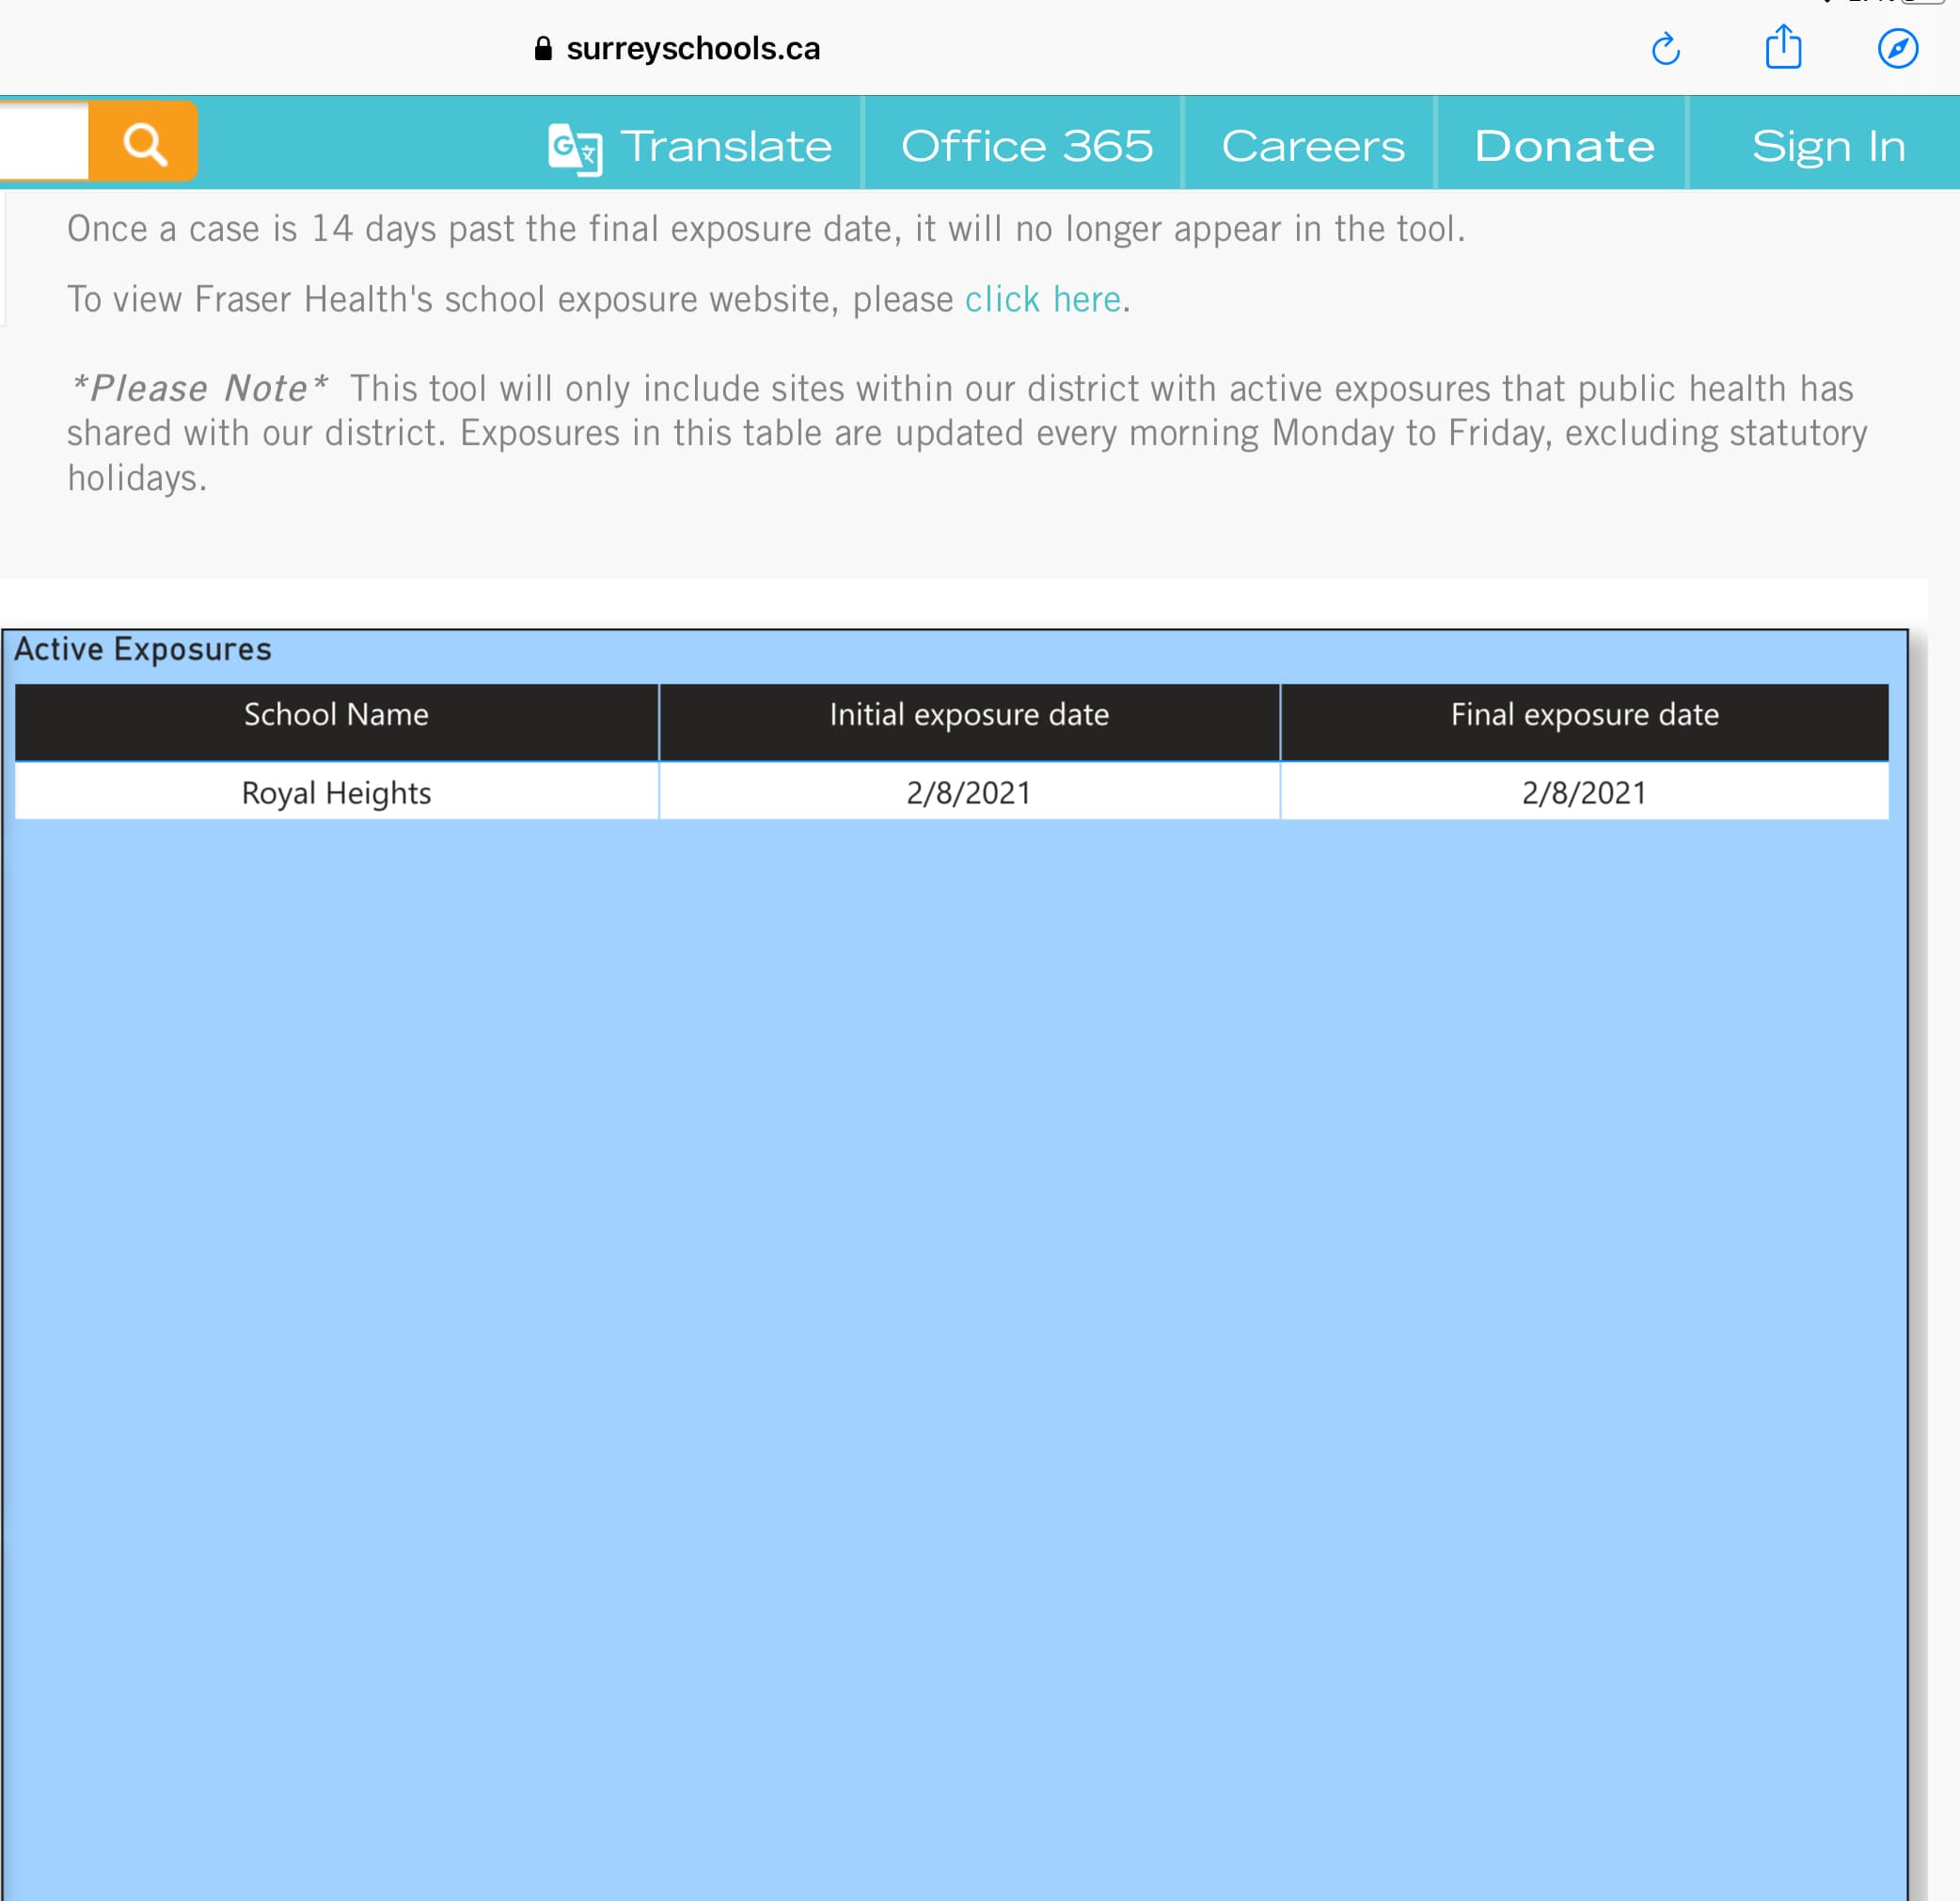 surreyschools.ca
Translate Office 365 Careers Donate Sign In
Once a case is 14 days past the final exposure date, it will no longer appear in the tool.
To view Fraser Health's school exposure website, please click here.
*Please Note* This tool will only include sites within our district with active exposures that public health has
shared with our district. Exposures in this table are updated every morning Monday to Friday, excluding statutory
holidays.
Active Exposures
School Name Initial exposure date Final exposure date
Royal Heights 2/8/2021 2/8/2021